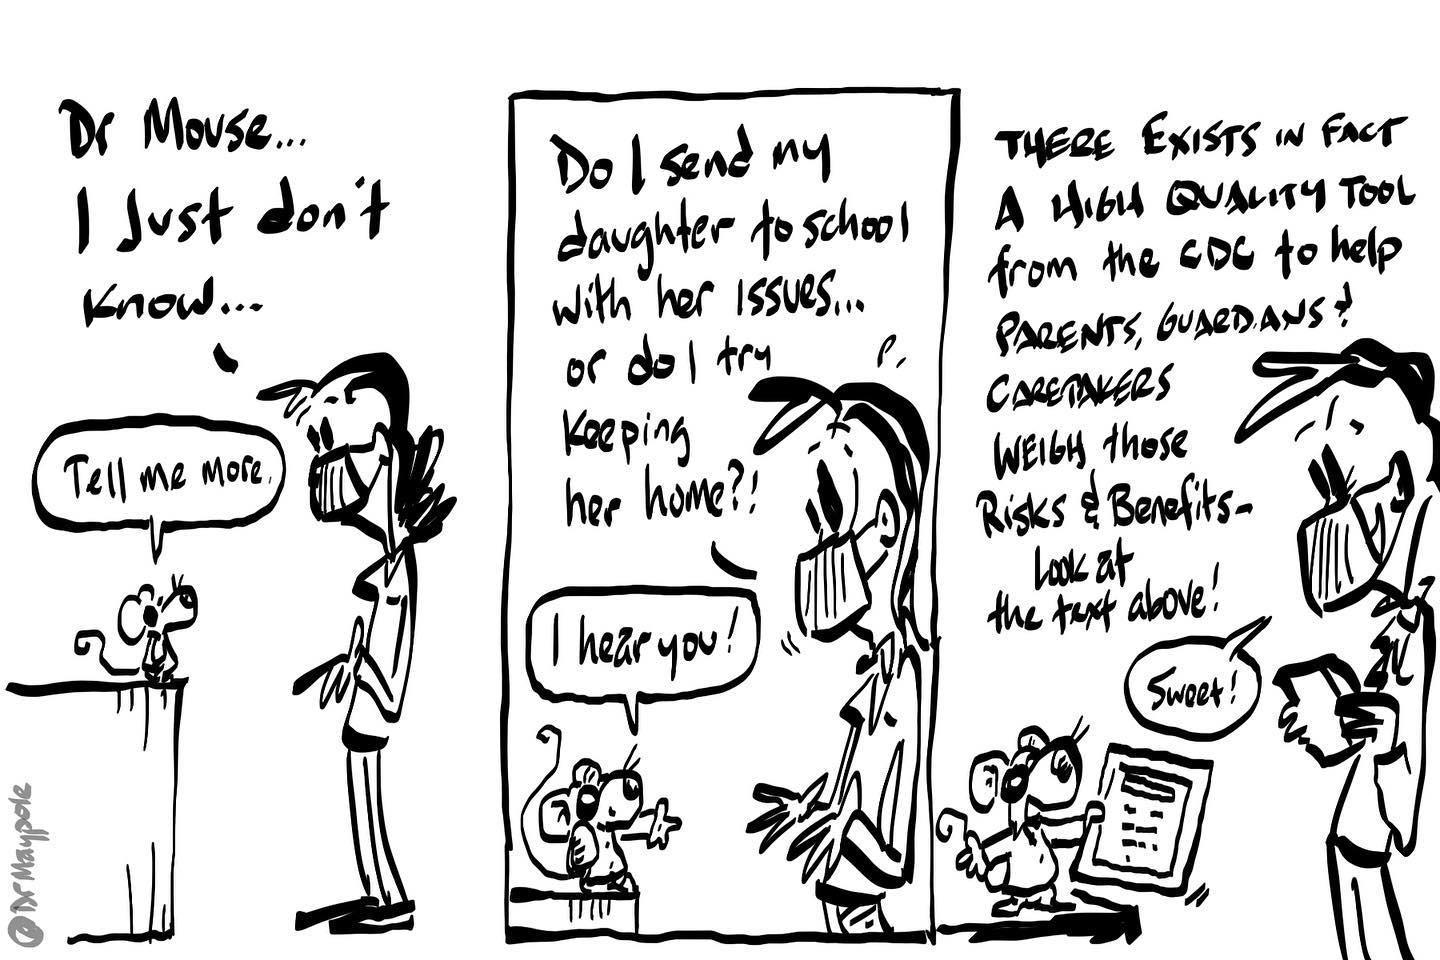 Dr Mouse...
I Just don't
know...
Tell me more.
Do I send my
daughter to school
with her issues...
or do I try
keeping
her home?!
I hear you!
THERE EXISTS IN FACT
A HIGH QUALITY TOOL
from the CDC to help
PARENTS, GUARDIANS &
CARETAKERS
WEIGH those
Risks & Benefits-
Look at
the text above!
Sweet!
@DrMaypole